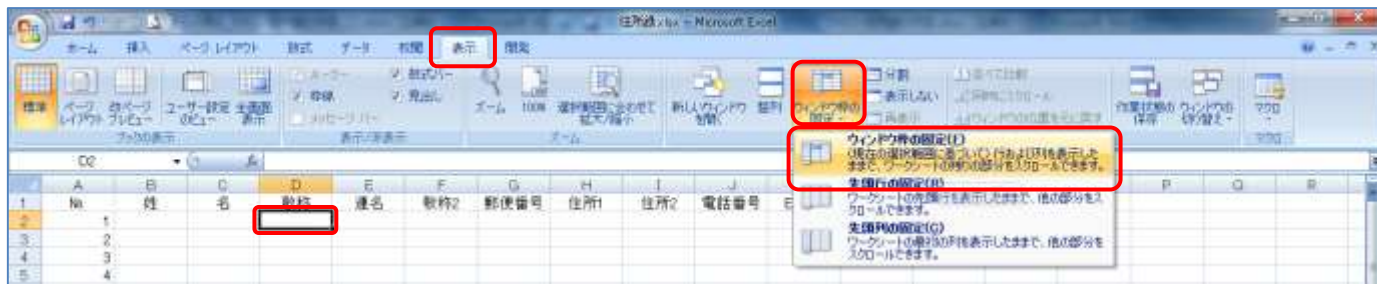 住所録.xlsx - Microsoft Excel
ホーム 挿入 ページ レイアウト 数式 データ 校閲 表示 開発
標準 ページ レイアウト 改ページ プレビュー ユーザー設定のビュー 全画面表示
ルーラー 枠線 メッセージ バー 数式バー 見出し
ズーム 100% 選択範囲に合わせて拡大/縮小
新しいウィンドウを開く 整列 ウィンドウ枠の固定
分割 表示しない 再表示
並べて比較 同時にスクロール ウィンドウの位置を元に戻す
作業状態の保存 ウィンドウの切り替え マクロ
ブックの表示 表示/非表示 ズーム マクロ
ウィンドウ枠の固定(F)
(現在の選択範囲に基づいて) 行および列を表示した
ままで、ワークシートの残りの部分をスクロールできます。
先頭行の固定(R)
ワークシートの先頭行を表示したままで、他の部分をス
クロールできます。
先頭列の固定(C)
ワークシートの最初の列を表示したままで、他の部分を
スクロールできます。
D2
A B C D E F G H I J P Q R
1 № 姓 名 敬称 連名 敬称2 郵便番号 住所1 住所2 電話番号 E
2 1
3 2
4 3
5 4